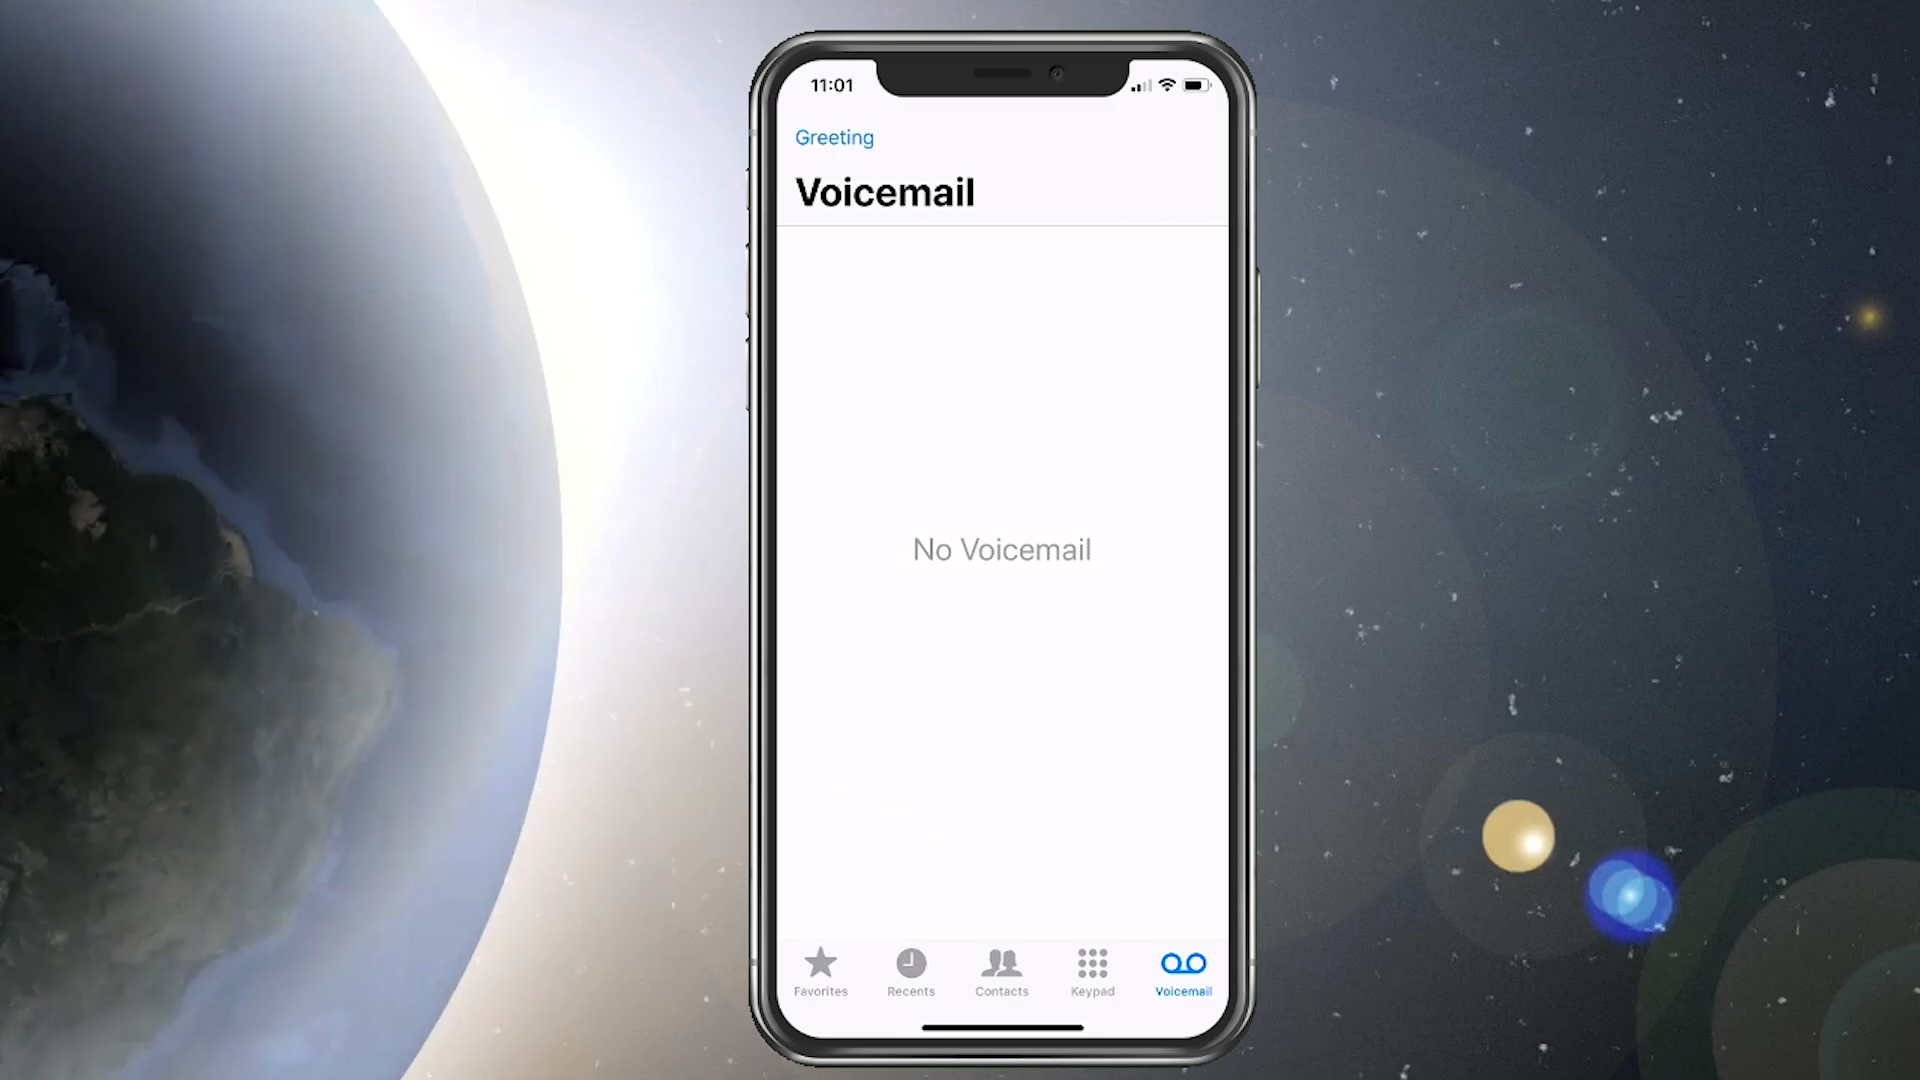 11:01
Greeting
Voicemail
No Voicemail
Favorites
Recents
Contacts
Keypad
Voicemail